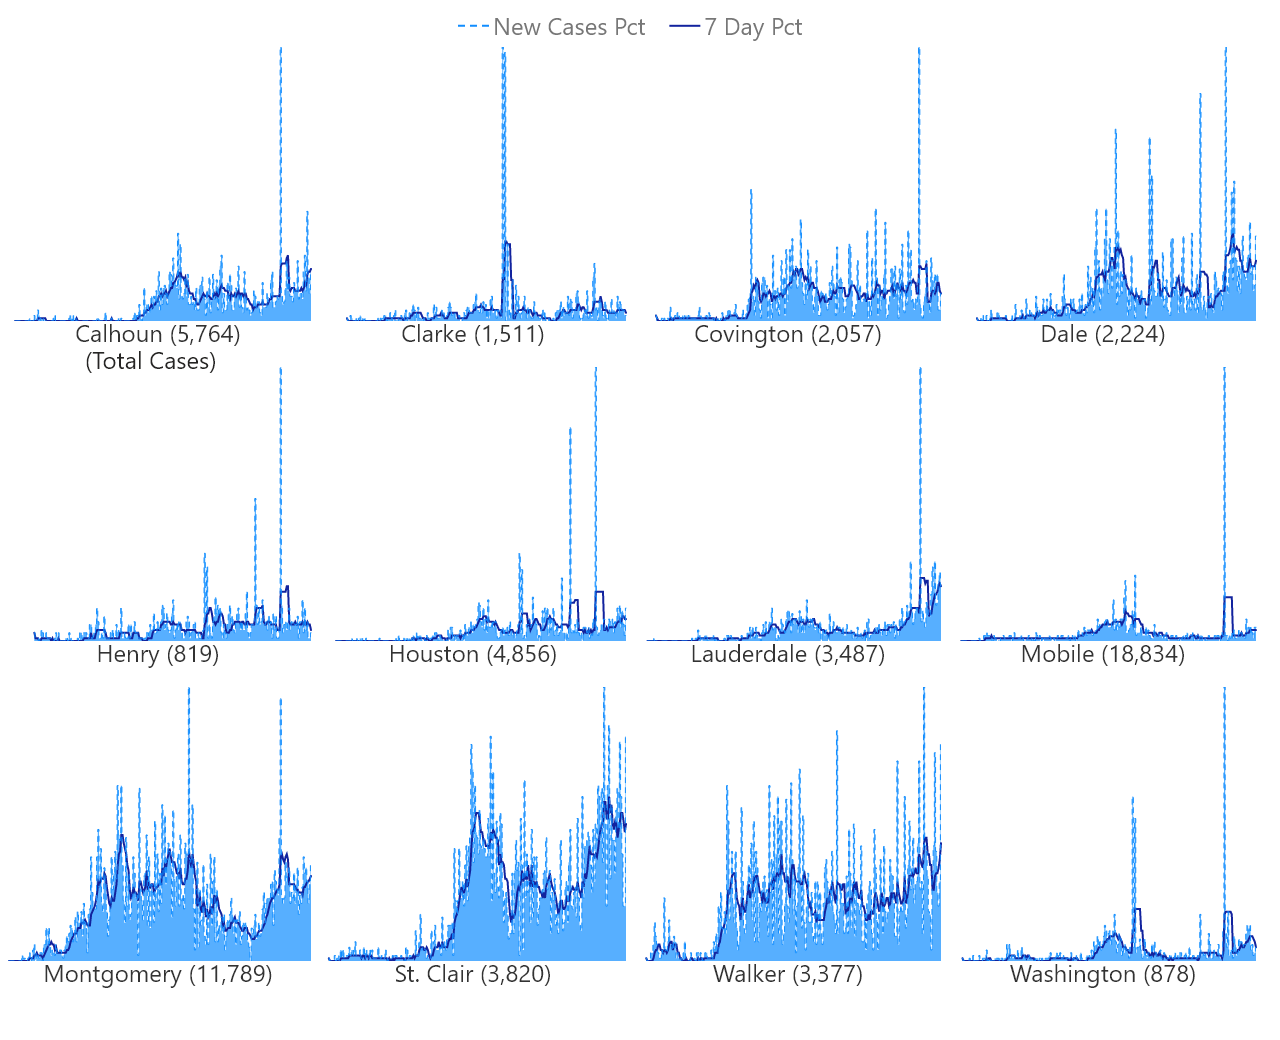 New Cases Pct 7 Day Pct
Calhoun (5,764) Clarke (1,511) Covington (2,057) Dale (2,224)
(Total Cases)
Henry (819) Houston (4,856) Lauderdale (3,487) Mobile (18,834)
Montgomery (11,789) St. Clair (3,820) Walker (3,377) Washington (878)